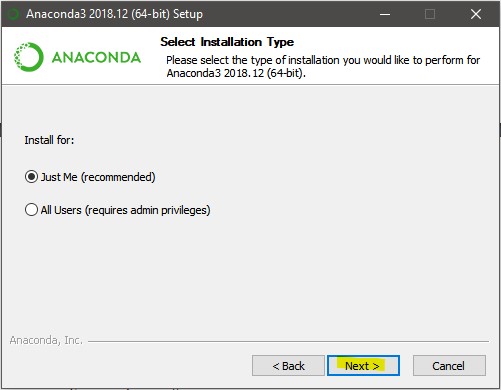 Anaconda3 2018.12 (64-bit) Setup
ANACONDA
Select Installation Type
Please select the type of installation you would like to perform for
Anaconda3 2018.12 (64-bit).
Install for:
Just Me (recommended)
All Users (requires admin privileges)
Anaconda, Inc.
< Back
Next >
Cancel